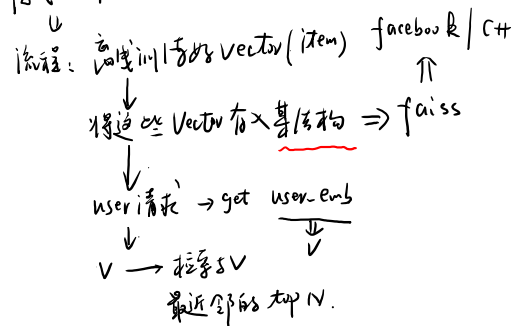 流程：离线训练好vector(item) facebook / C++
将这些Vector存入某结构 ⇒ faiss
user请求 → get user_emb
V → 检索与V V
最近邻的top N.